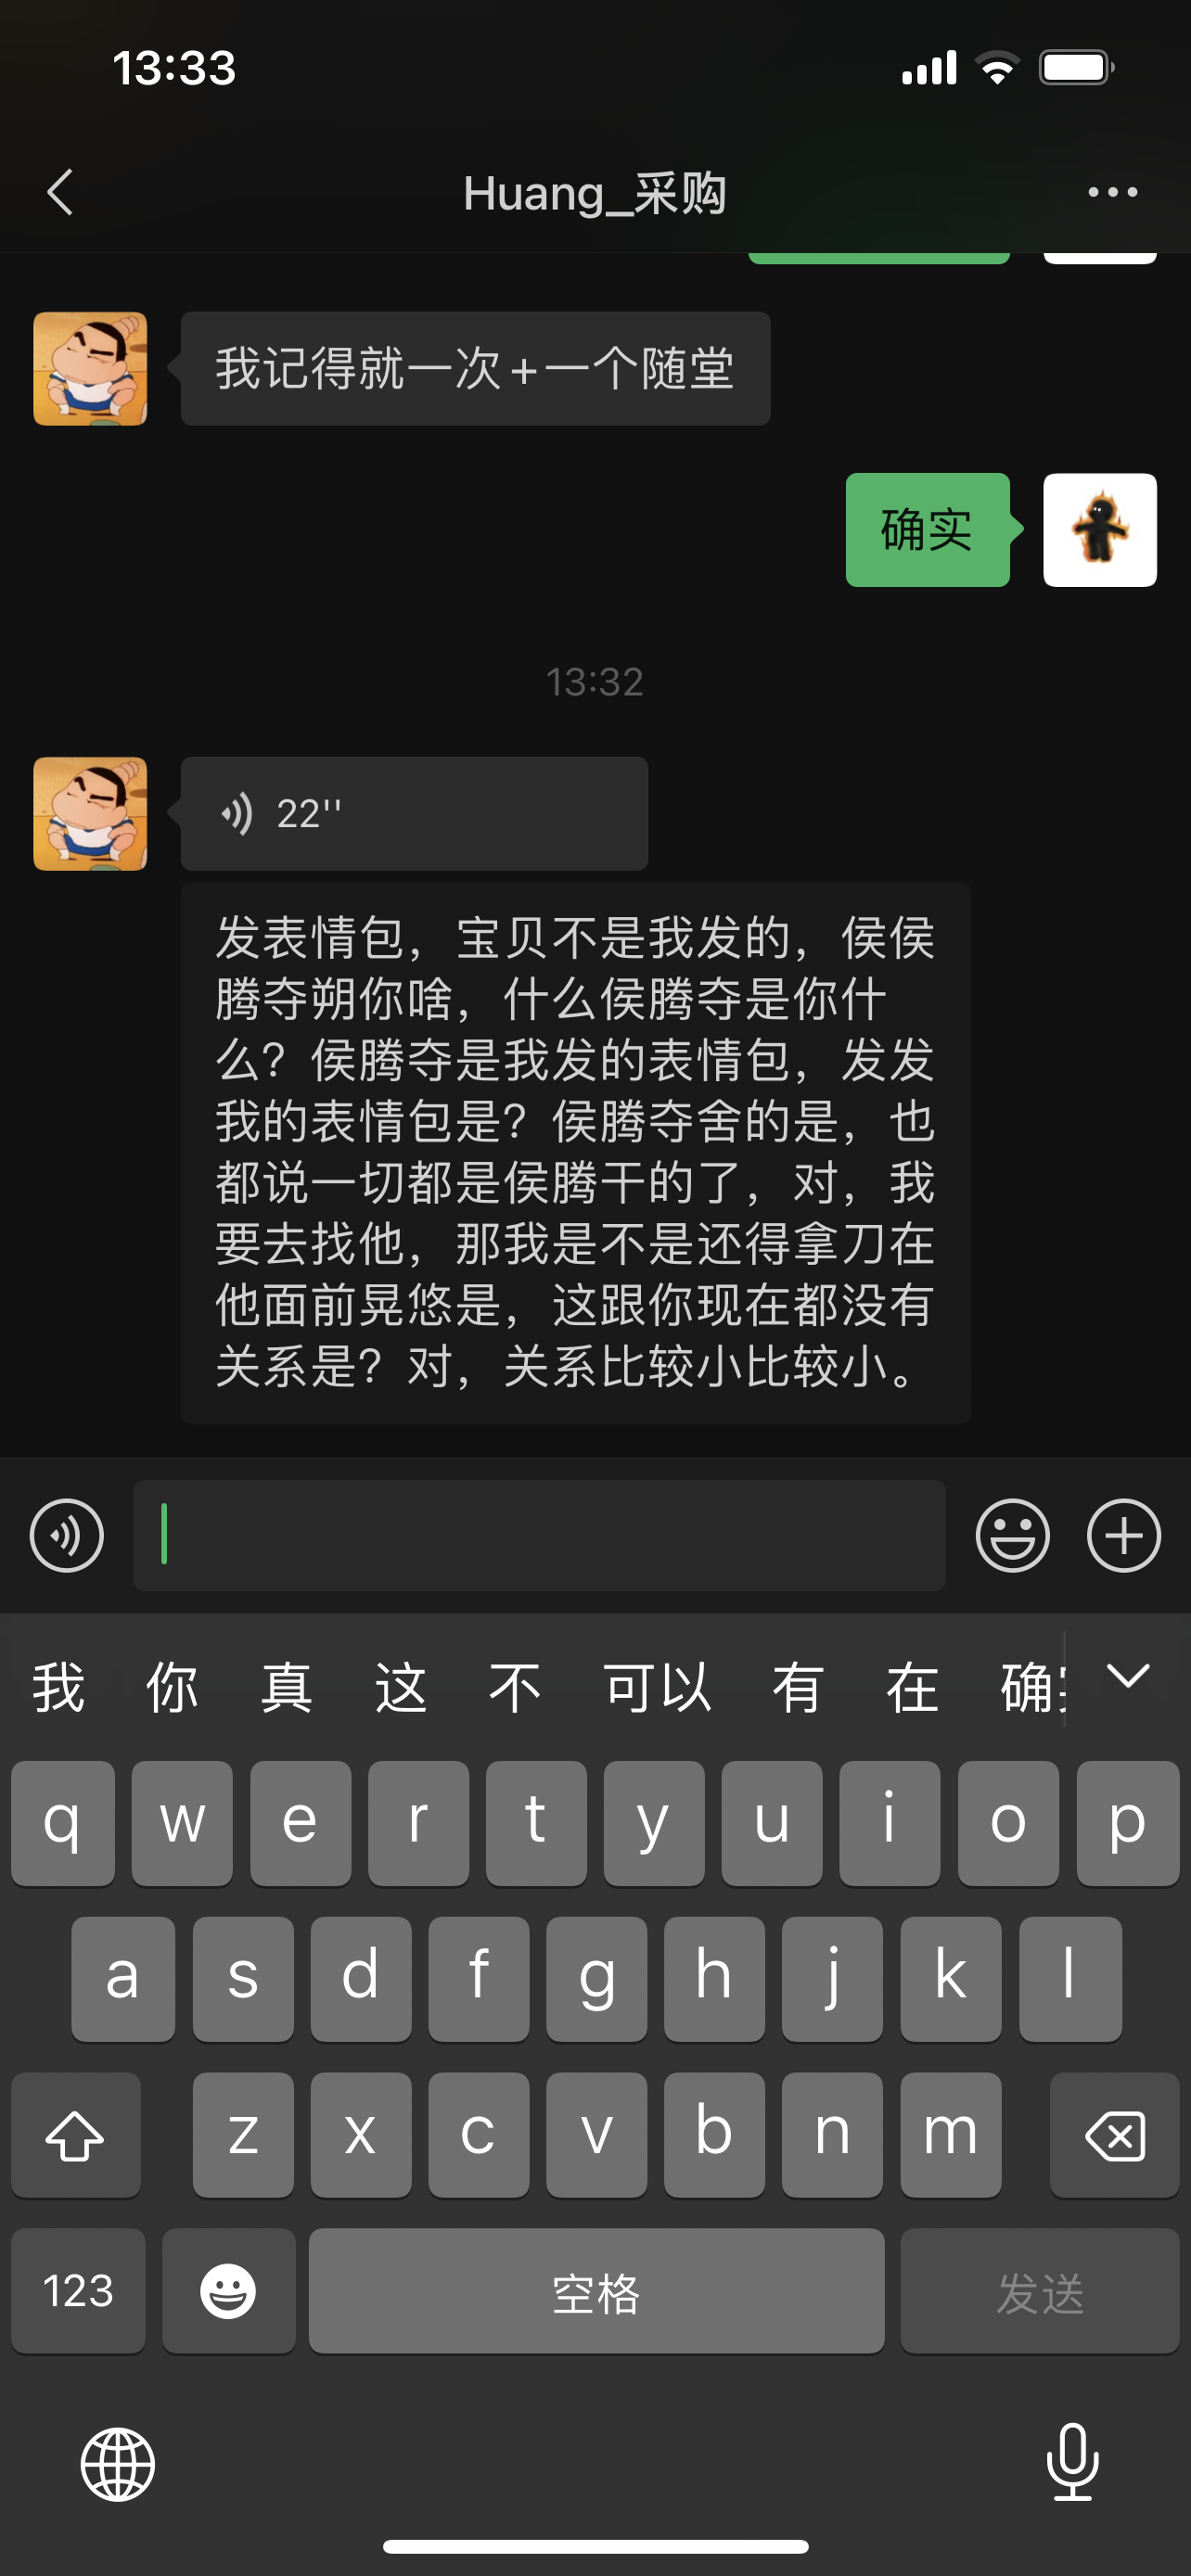 13:33
Huang_采购
我记得就一次+一个随堂
确实
13:32
22''
发表情包，宝贝不是我发的，侯侯
腾夺朔你啥，什么侯腾夺是你什
么？侯腾夺是我发的表情包，发发
我的表情包是？侯腾夺舍的是，也
都说一切都是侯腾干的了，对，我
要去找他，那我是不是还得拿刀在
他面前晃悠是，这跟你现在都没有
关系是？对，关系比较小比较小。
我 你 真 这 不 可以 有 在 确实
q w e r t y u i o p
a s d f g h j k l
z x c v b n m
123 空格 发送